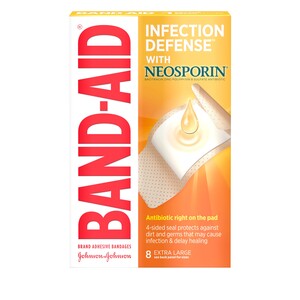 BAND-AID
BRAND ADHESIVE BANDAGES
Johnson & Johnson
INFECTION
DEFENSE™
WITH
NEOSPORIN®
Antibiotic right on the pad
4-sided seal protects against
dirt and germs that may cause
infection & delay healing
8 EXTRA LARGE